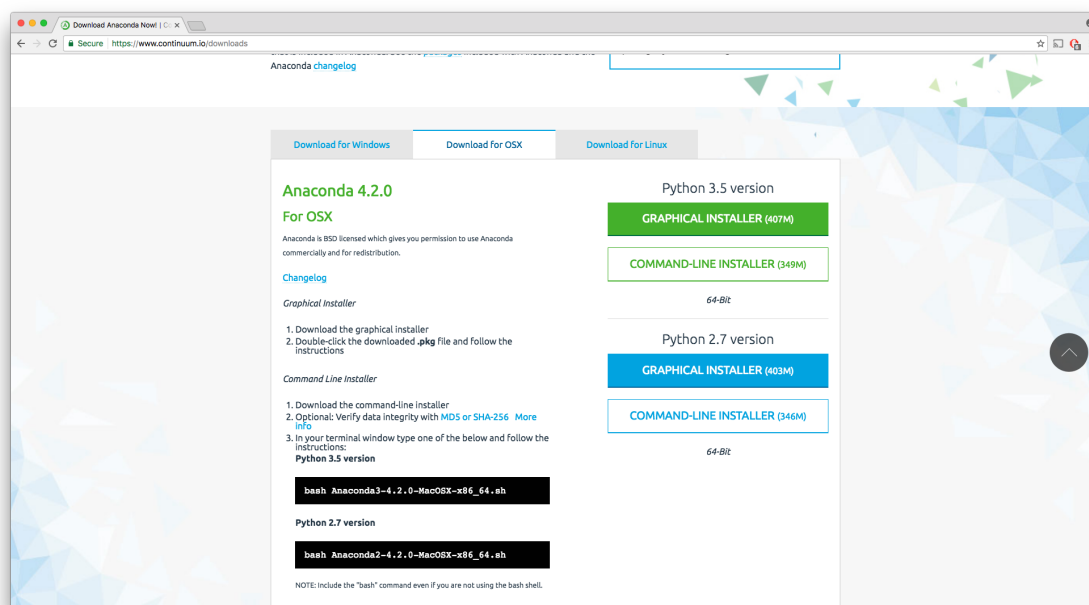 Download Anaconda Now! | C
Secure https://www.continuum.io/downloads
Anaconda changelog
Download for Windows
Download for OSX
Download for Linux
Anaconda 4.2.0
For OSX
Anaconda is BSD licensed which gives you permission to use Anaconda
commercially and for redistribution.
Changelog
Graphical Installer
1. Download the graphical installer
2. Double-click the downloaded .pkg file and follow the
instructions
Command Line Installer
1. Download the command-line installer
2. Optional: Verify data integrity with MD5 or SHA-256 More
info
3. In your terminal window type one of the below and follow the
instructions:
Python 3.5 version
bash Anaconda3-4.2.0-MacOSX-x86_64.sh
Python 2.7 version
bash Anaconda2-4.2.0-MacOSX-x86_64.sh
NOTE: Include the "bash" command even if you are not using the bash shell.
Python 3.5 version
GRAPHICAL INSTALLER (407M)
COMMAND-LINE INSTALLER (349M)
64-Bit
Python 2.7 version
GRAPHICAL INSTALLER (403M)
COMMAND-LINE INSTALLER (346M)
64-Bit